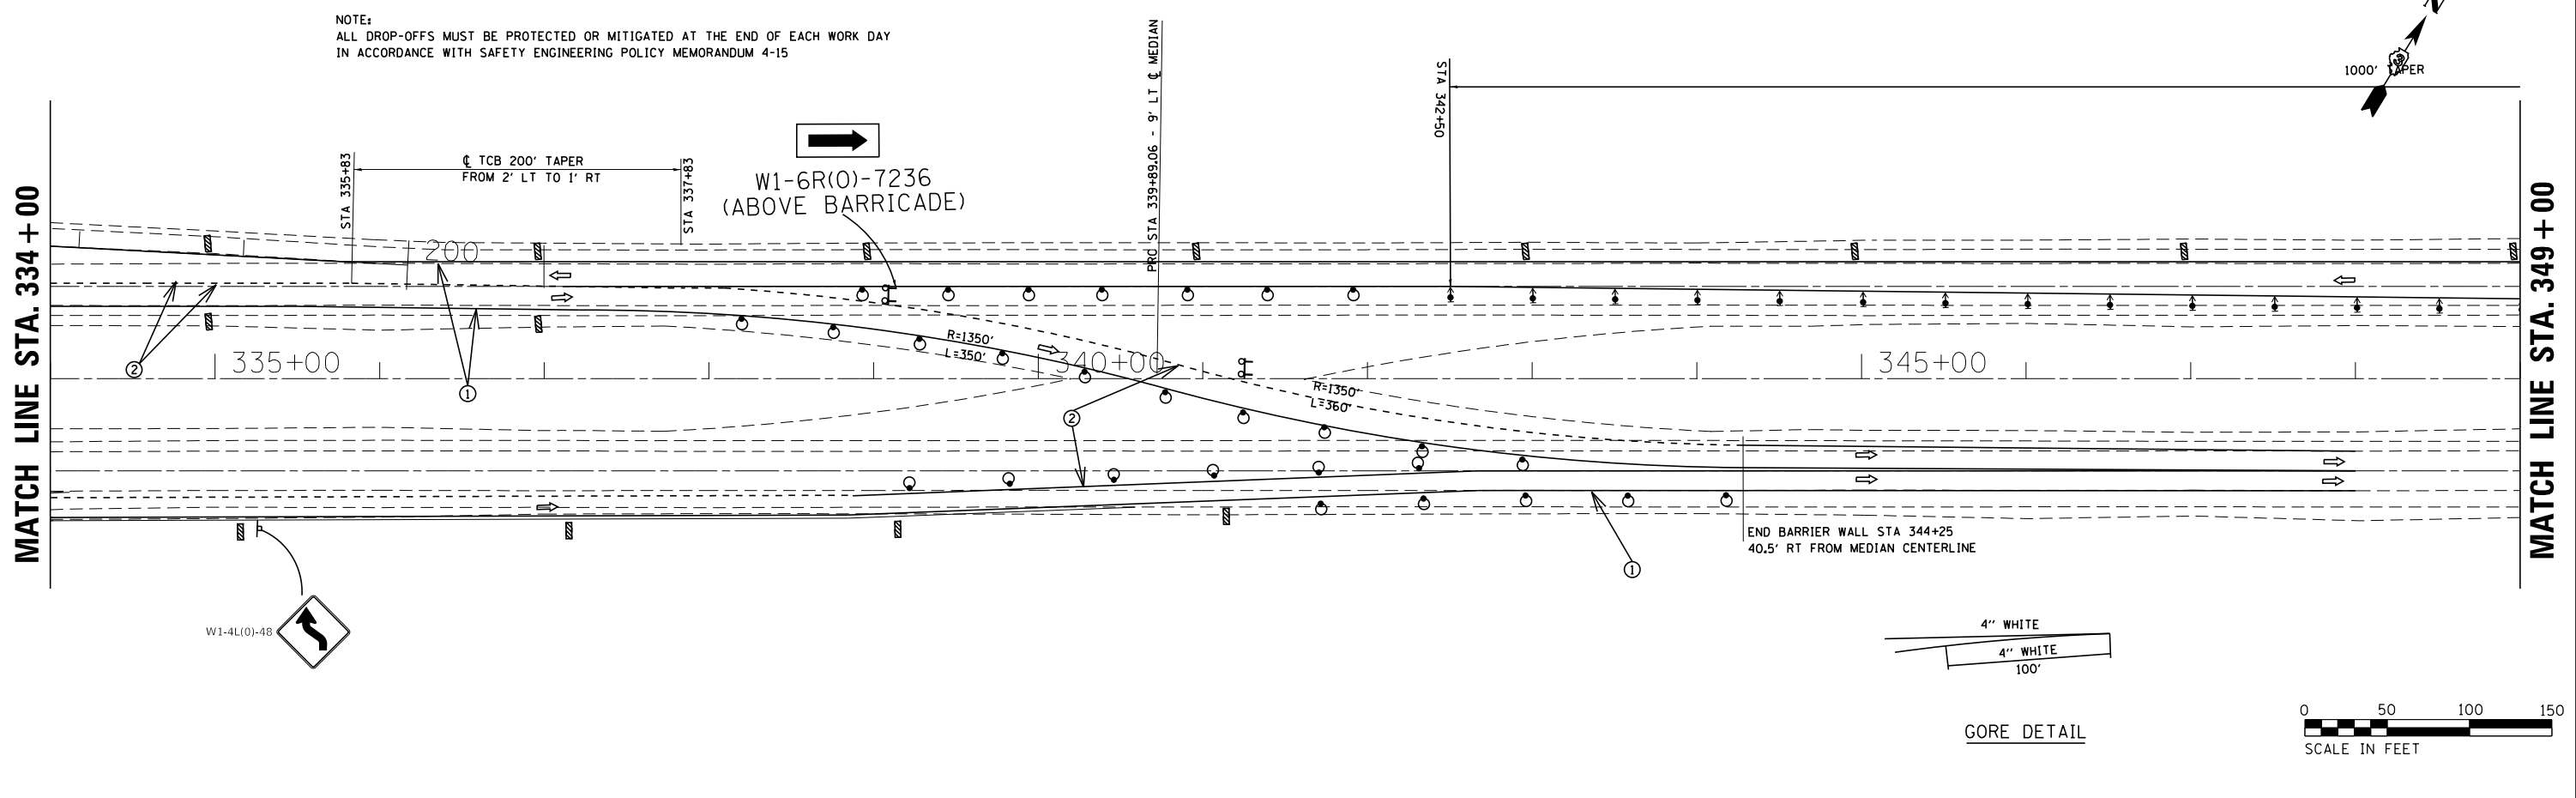 NOTE:
ALL DROP-OFFS MUST BE PROTECTED OR MITIGATED AT THE END OF EACH WORK DAY
IN ACCORDANCE WITH SAFETY ENGINEERING POLICY MEMORANDUM 4-15
1000' TAPER
3
N
MATCH LINE STA. 334+00
STA 335+83
℄ TCB 200' TAPER
FROM 2' LT TO 1' RT
STA 337+83
W1-6R(O)-7236
(ABOVE BARRICADE)
PRC STA 339+89.06 - 9' LT ℄ MEDIAN
STA 342+50
MATCH LINE STA. 349+00
200
R=1350'
L=350'
335+00
340+00
345+00
2
1
2
R=1350'
L=360'
END BARRIER WALL STA 344+25
40.5' RT FROM MEDIAN CENTERLINE
1
W1-4L(O)-48
4" WHITE
4" WHITE
100'
GORE DETAIL
0 50 100 150
SCALE IN FEET